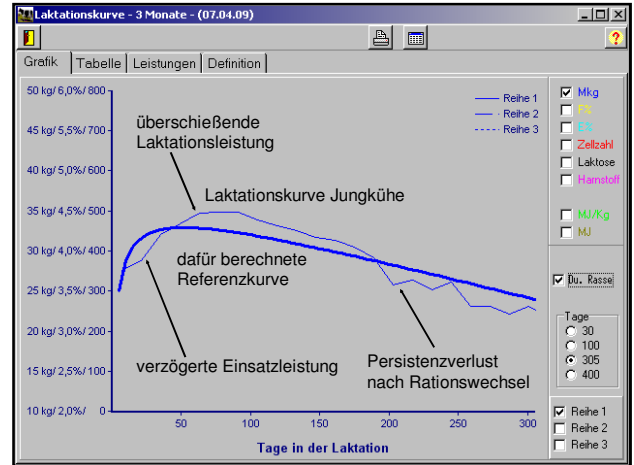 Laktationskurve - 3 Monate - (07.04.09)
Grafik Tabelle Leistungen Definition
50 kg/ 6,0%/ 800
45 kg/ 5,5%/ 700
40 kg/ 5,0%/ 600
35 kg/ 4,5%/ 500
30 kg/ 4,0%/ 400
25 kg/ 3,5%/ 300
20 kg/ 3,0%/ 200
15 kg/ 2,5%/ 100
10 kg/ 2,0%/ 0
überschießende
Laktationsleistung
Laktationskurve Jungkühe
dafür berechnete
Referenzkurve
verzögerte Einsatzleistung
Persistenzverlust
nach Rationswechsel
Reihe 1
Reihe 2
Reihe 3
50 100 150 200 250 300
Tage in der Laktation
Mkg
F%
E%
Zellzahl
Laktose
Harnstoff
MJ/Kg
MJ
Du. Rasse
Tage
30
100
305
400
Reihe 1
Reihe 2
Reihe 3